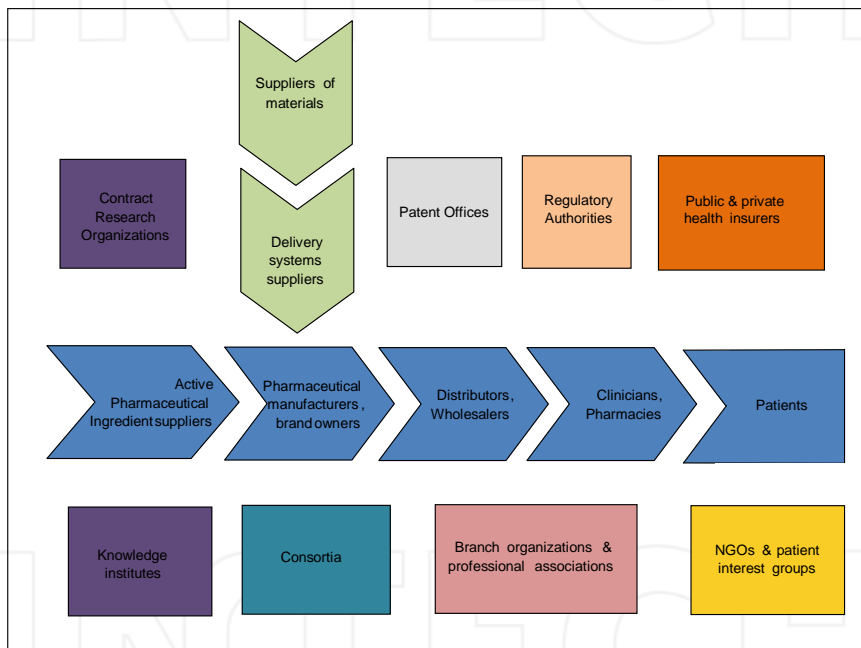 Suppliers of
materials
Contract
Research
Organizations
Delivery
systems
suppliers
Patent Offices
Regulatory
Authorities
Public & private
health insurers
Active
Pharmaceutical
Ingredient suppliers
Pharmaceutical
manufacturers,
brand owners
Distributors,
Wholesalers
Clinicians,
Pharmacies
Patients
Knowledge
institutes
Consortia
Branch organizations &
professional associations
NGOs & patient
interest groups